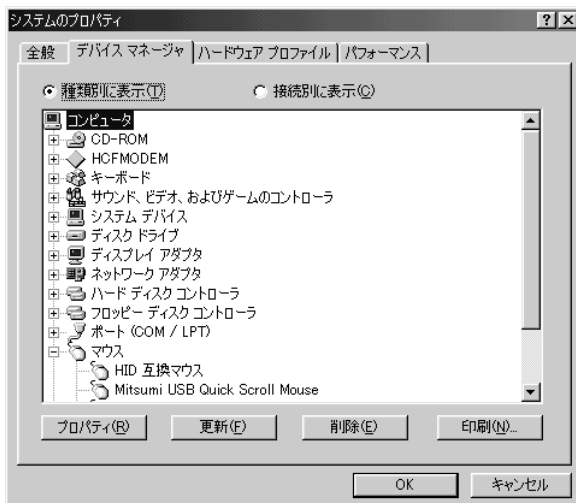 システムのプロパティ
全般 デバイス マネージャ ハードウェア プロファイル パフォーマンス
種類別に表示(T) 接続別に表示(C)
コンピュータ
CD-ROM
HCFMODEM
キーボード
サウンド、ビデオ、およびゲームのコントローラ
システム デバイス
ディスク ドライブ
ディスプレイ アダプタ
ネットワーク アダプタ
ハード ディスク コントローラ
フロッピー ディスク コントローラ
ポート (COM / LPT)
マウス
HID 互換マウス
Mitsumi USB Quick Scroll Mouse
プロパティ(R) 更新(F) 削除(E) 印刷(N)...
OK キャンセル